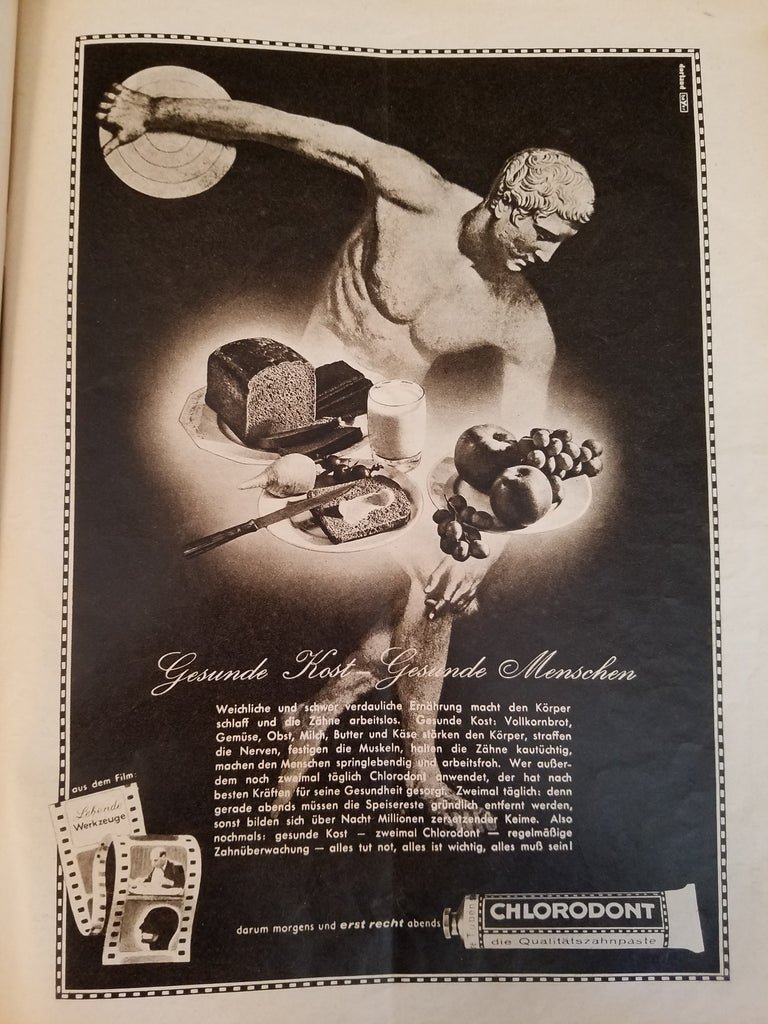 dorland
Gesunde Kost – Gesunde Menschen
Weichliche und schwer verdauliche Ernährung macht den Körper
schlaff und die Zähne arbeitslos. Gesunde Kost: Vollkornbrot,
Gemüse, Obst, Milch, Butter und Käse stärken den Körper, straffen
die Nerven, festigen die Muskeln, halten die Zähne kautüchtig,
machen den Menschen springlebendig und arbeitsfroh. Wer außer-
dem noch zweimal täglich Chlorodont anwendet, der hat nach
besten Kräften für seine Gesundheit gesorgt. Zweimal täglich: denn
gerade abends müssen die Speisereste gründlich entfernt werden,
sonst bilden sich über Nacht Millionen zersetzender Keime. Also
nochmals: gesunde Kost — zweimal Chlorodont — regelmäßige
Zahnüberwachung — alles tut not, alles ist wichtig, alles muß sein!
aus dem Film:
Lebende
Werkzeuge
darum morgens und erst recht abends
CHLORODONT
die Qualitätszahnpaste